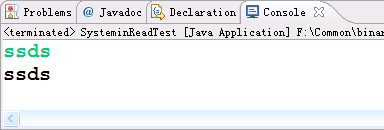 Problems @ Javadoc Declaration Console
<terminated> SysteminReadTest [Java Application] F:\Common\binar
ssds
ssds